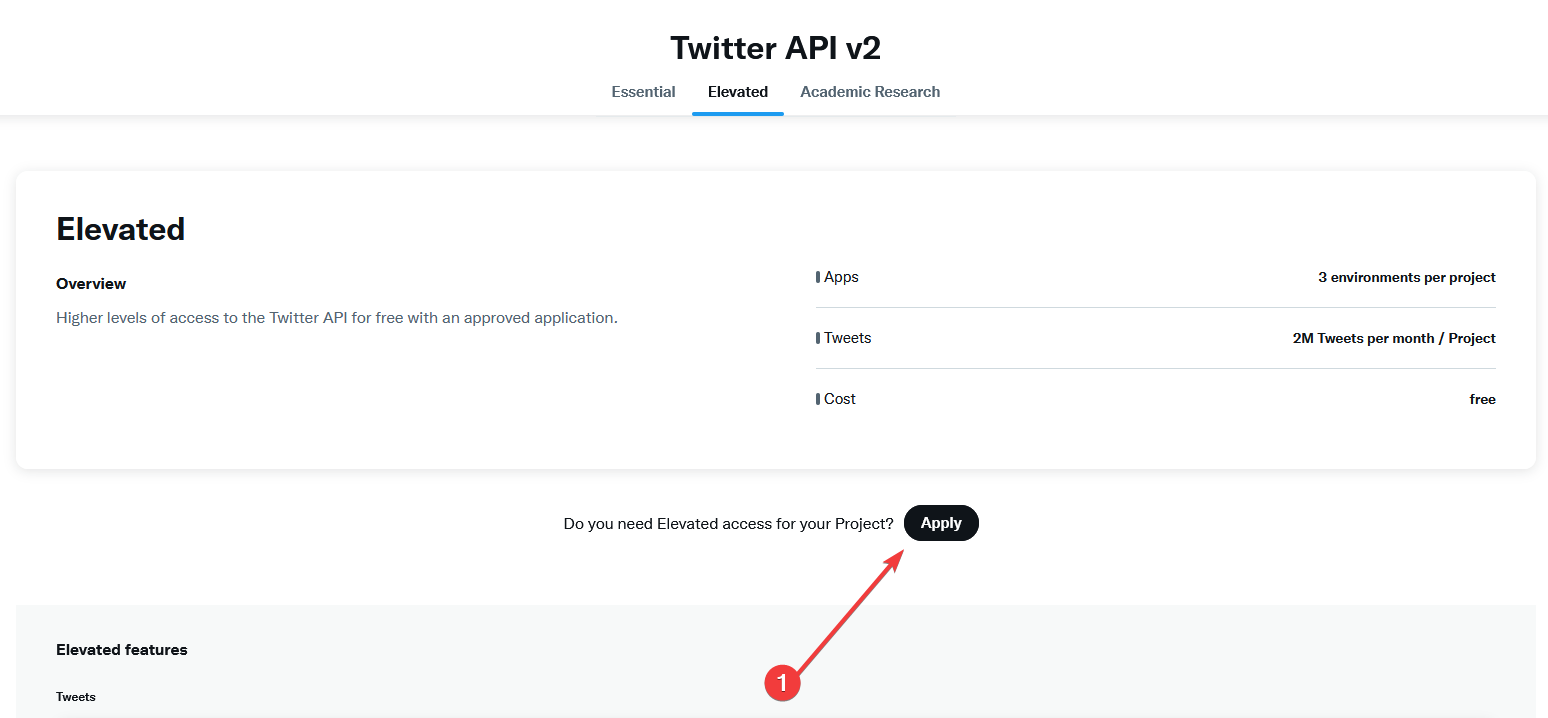 Twitter API v2
Essential Elevated Academic Research
Elevated
Overview
Higher levels of access to the Twitter API for free with an approved application.
Apps 3 environments per project
Tweets 2M Tweets per month / Project
Cost free
Do you need Elevated access for your Project? Apply
1
Elevated features
Tweets